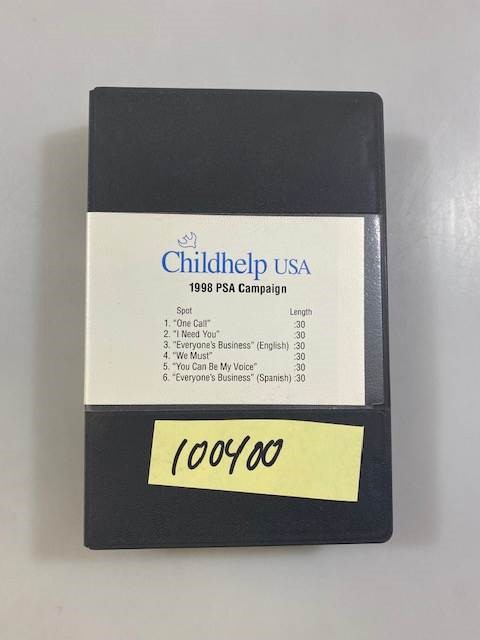 Childhelp USA
1998 PSA Campaign
Spot Length
1. "One Call" :30
2. "I Need You" :30
3. "Everyone's Business" (English) :30
4. "We Must" :30
5. "You Can Be My Voice" :30
6. "Everyone's Business" (Spanish) :30
100400